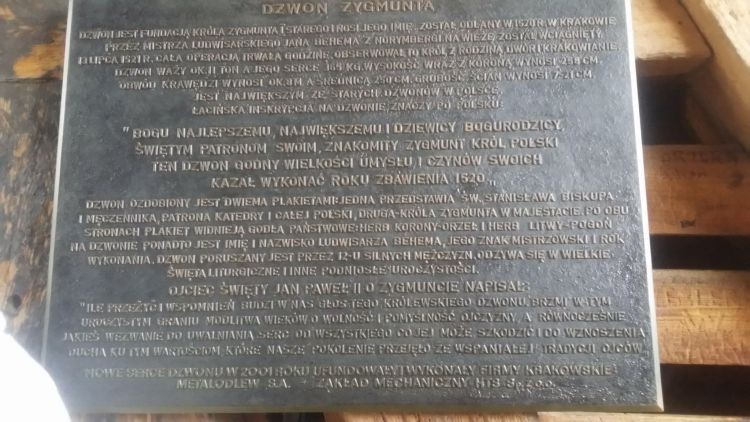 DZWON ZYGMUNTA
DZWON JEST FUNDACJĄ KRÓLA ZYGMUNTA I STAREGO I NOSI JEGO IMIĘ. ZOSTAŁ ODLANY W 1520 R. W KRAKOWIE
PRZEZ MISTRZA LUDWISARSKIEGO JANA BEHEMA Z NORYMBERGI NA WIEŻĘ ZOSTAŁ WCIĄGNIĘTY
13 LIPCA 1521 R. CAŁA OPERACJA TRWAŁA GODZINĘ, OBSERWOWAŁ TO KRÓL Z RODZINĄ DWÓR I KRAKOWIANIE.
DZWON WAŻY OK. 11 TON A JEGO SERCE KG. WYSOKOŚĆ WRAZ Z KORONĄ WYNOSI CM.
OBWÓD KRAWĘDZI WYNOSI OK. 8 M A ŚREDNICA CM. GRUBOŚĆ ŚCIAN WYNOSI 7-21 CM.
JEST NAJWIĘKSZYM ZE STARYCH DZWONÓW W POLSCE.
ŁACIŃSKA INSKRYPCJA NA DZWONIE, ZNACZY PO POLSKU:
"BOGU NAJLEPSZEMU, NAJWIĘKSZEMU I DZIEWICY BOGURODZICY,
ŚWIĘTYM PATRONOM SWOIM, ZNAKOMITY ZYGMUNT KRÓL POLSKI
TEN DZWON GODNY WIELKOŚCI UMYSŁU I CZYNÓW SWOICH
KAZAŁ WYKONAĆ ROKU ZBAWIENIA 1520.„
DZWON OZDOBIONY JEST DWIEMA PLAKIETAMI: JEDNA PRZEDSTAWIA ŚW. STANISŁAWA BISKUPA
I MĘCZENNIKA, PATRONA KATEDRY I CAŁEJ POLSKI, DRUGA-KRÓLA ZYGMUNTA W MAJESTACIE. PO OBU
STRONACH PLAKIET WIDNIEJĄ GODŁA PAŃSTWOWE: HERB KORONY-ORZEŁ I HERB LITWY-POGOŃ
NA DZWONIE PONADTO JEST IMIĘ I NAZWISKO LUDWISARZA BEHEMA, JEGO ZNAK MISTRZOWSKI I ROK
WYKONANIA. DZWON PORUSZANY JEST PRZEZ 12-U SILNYCH MĘŻCZYZN. ODZYWA SIĘ W WIELKIE
ŚWIĘTA LITURGICZNE I INNE PODNIOSŁE UROCZYSTOŚCI.
OJCIEC ŚWIĘTY JAN PAWEŁ II O ZYGMUNCIE NAPISAŁ:
"ILE PRZEŻYĆ I WSPOMNIEŃ BUDZI W NAS GŁOS TEGO KRÓLEWSKIEGO DZWONU. BRZMI W TYM
UROCZYSTYM GRANIU MODLITWA WIEKÓW O WOLNOŚĆ I POMYŚLNOŚĆ OJCZYZNY, A RÓWNOCZEŚNIE
JAKIEŚ WEZWANIE DO UWALNIANIA SERC OD WSZYSTKIEGO CO JEJ MOŻE SZKODZIĆ I DO WZNOSZENIA
DUCHA KU TYM WARTOŚCIOM, KTÓRE NASZE POKOLENIE PRZEJĘŁO ZE WSPANIAŁEJ TRADYCJI OJCÓW
NOWE SERCE DZWONU W 2001 ROKU UFUNDOWAŁY I WYKONAŁY FIRMY KRAKOWSKIE:
METALODLEW S.A. - ZAKŁAD MECHANICZNY HTS Sp. z o.o.